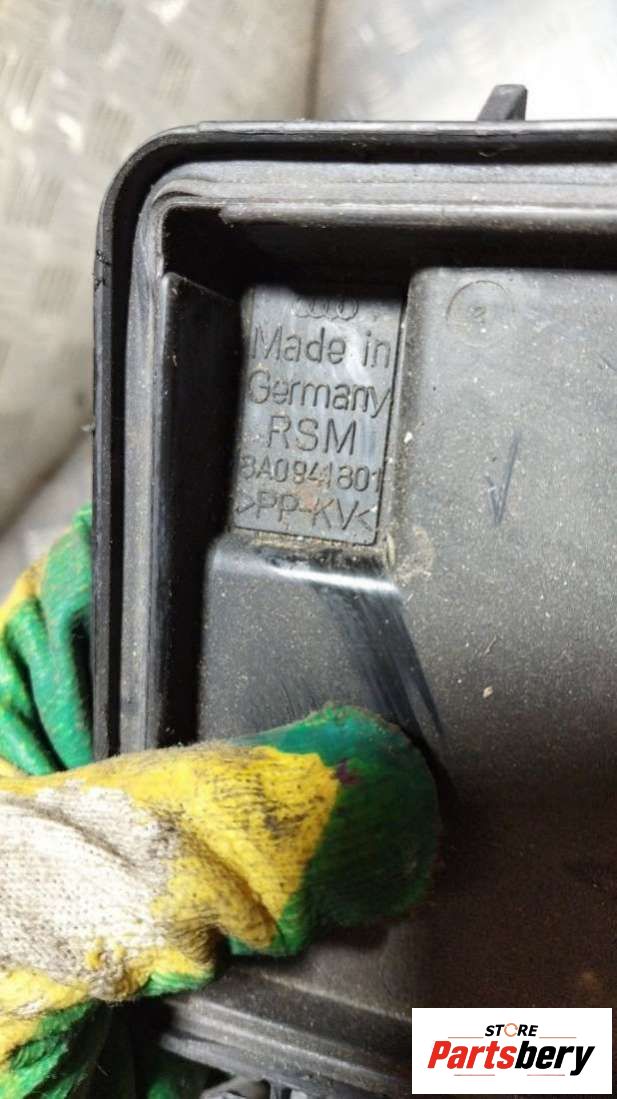 Made in
Germany
RSM
8A0941801
>PP-KV<
STORE
Partsbery